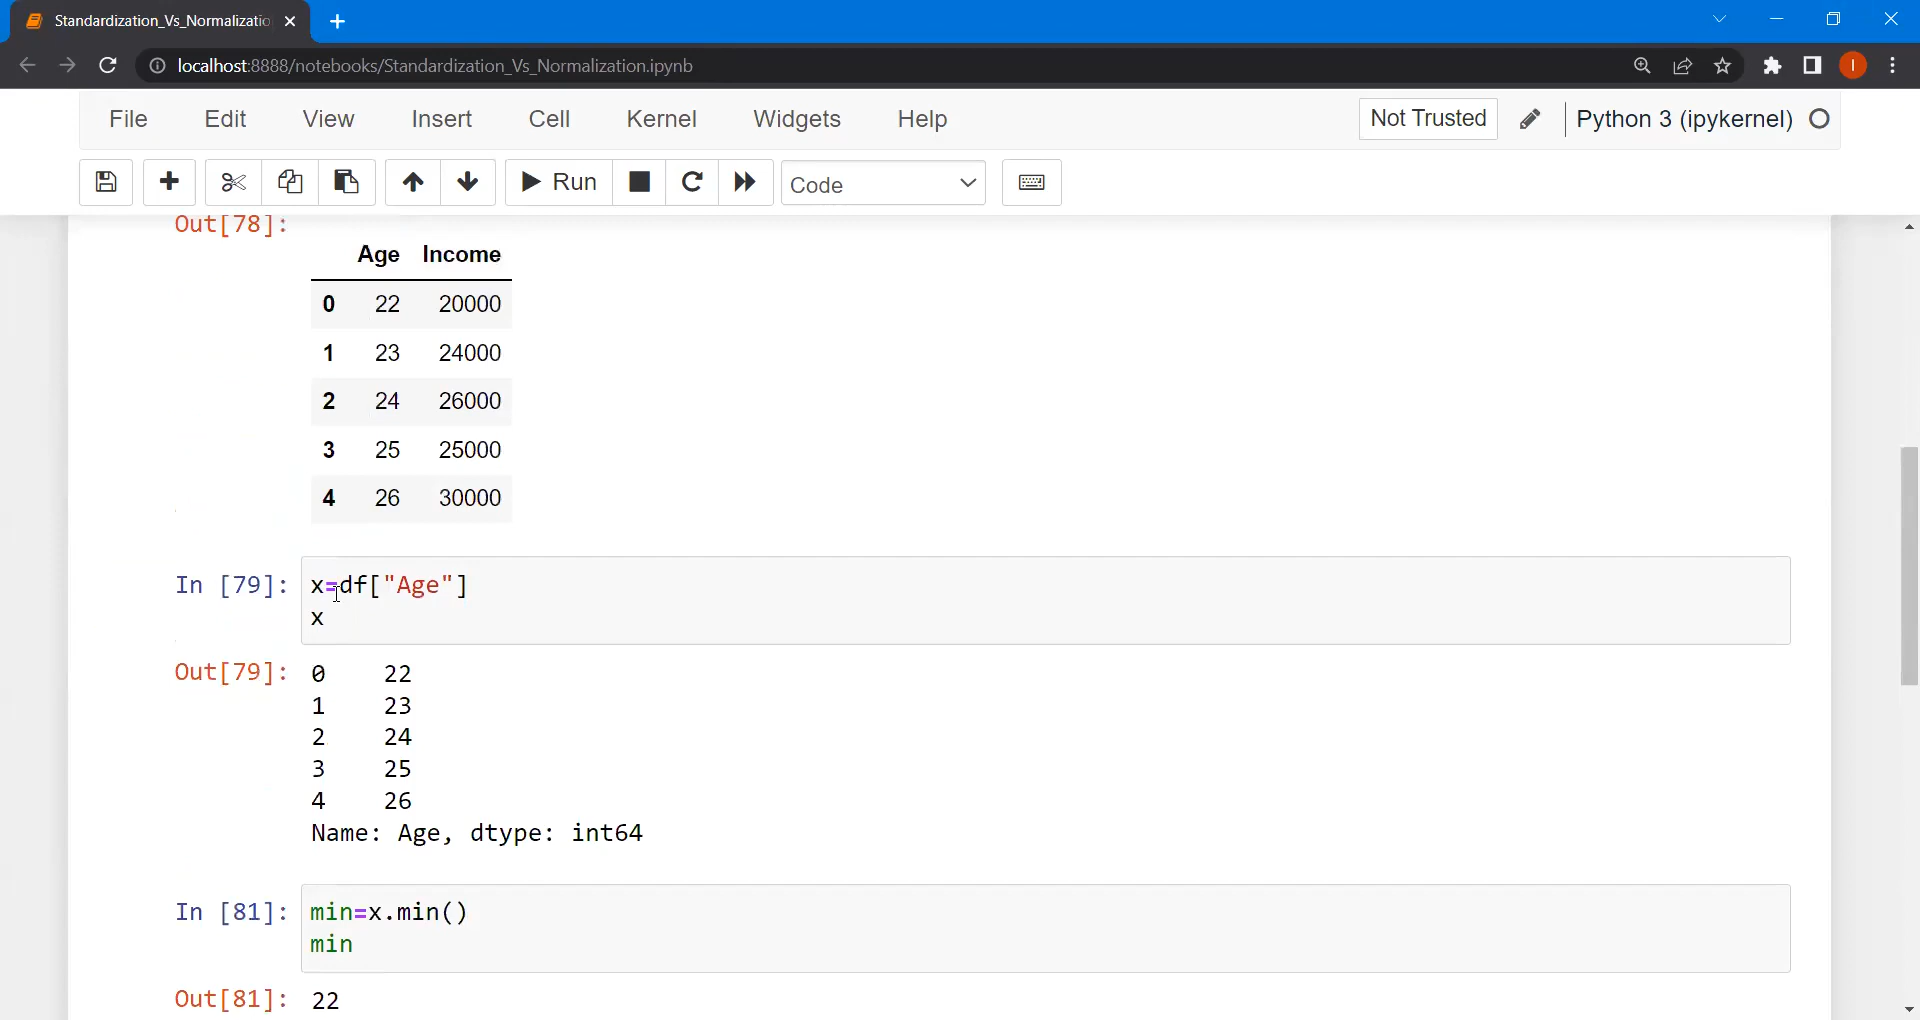 Standardization_Vs_Normalizatio
localhost:8888/notebooks/Standardization_Vs_Normalization.ipynb
I
File Edit View Insert Cell Kernel Widgets Help Not Trusted Python 3 (ipykernel)
Run Code
Out[78]:
Age Income
0 22 20000
1 23 24000
2 24 26000
3 25 25000
4 26 30000
In [79]: x=df["Age"]
x
Out[79]: 0 22
1 23
2 24
3 25
4 26
Name: Age, dtype: int64
In [81]: min=x.min()
min
Out[81]: 22